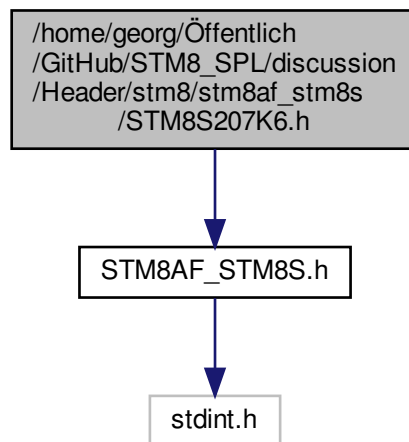 /home/georg/Öffentlich
/GitHub/STM8_SPL/discussion
/Header/stm8/stm8af_stm8s
/STM8S207K6.h
STM8AF_STM8S.h
stdint.h